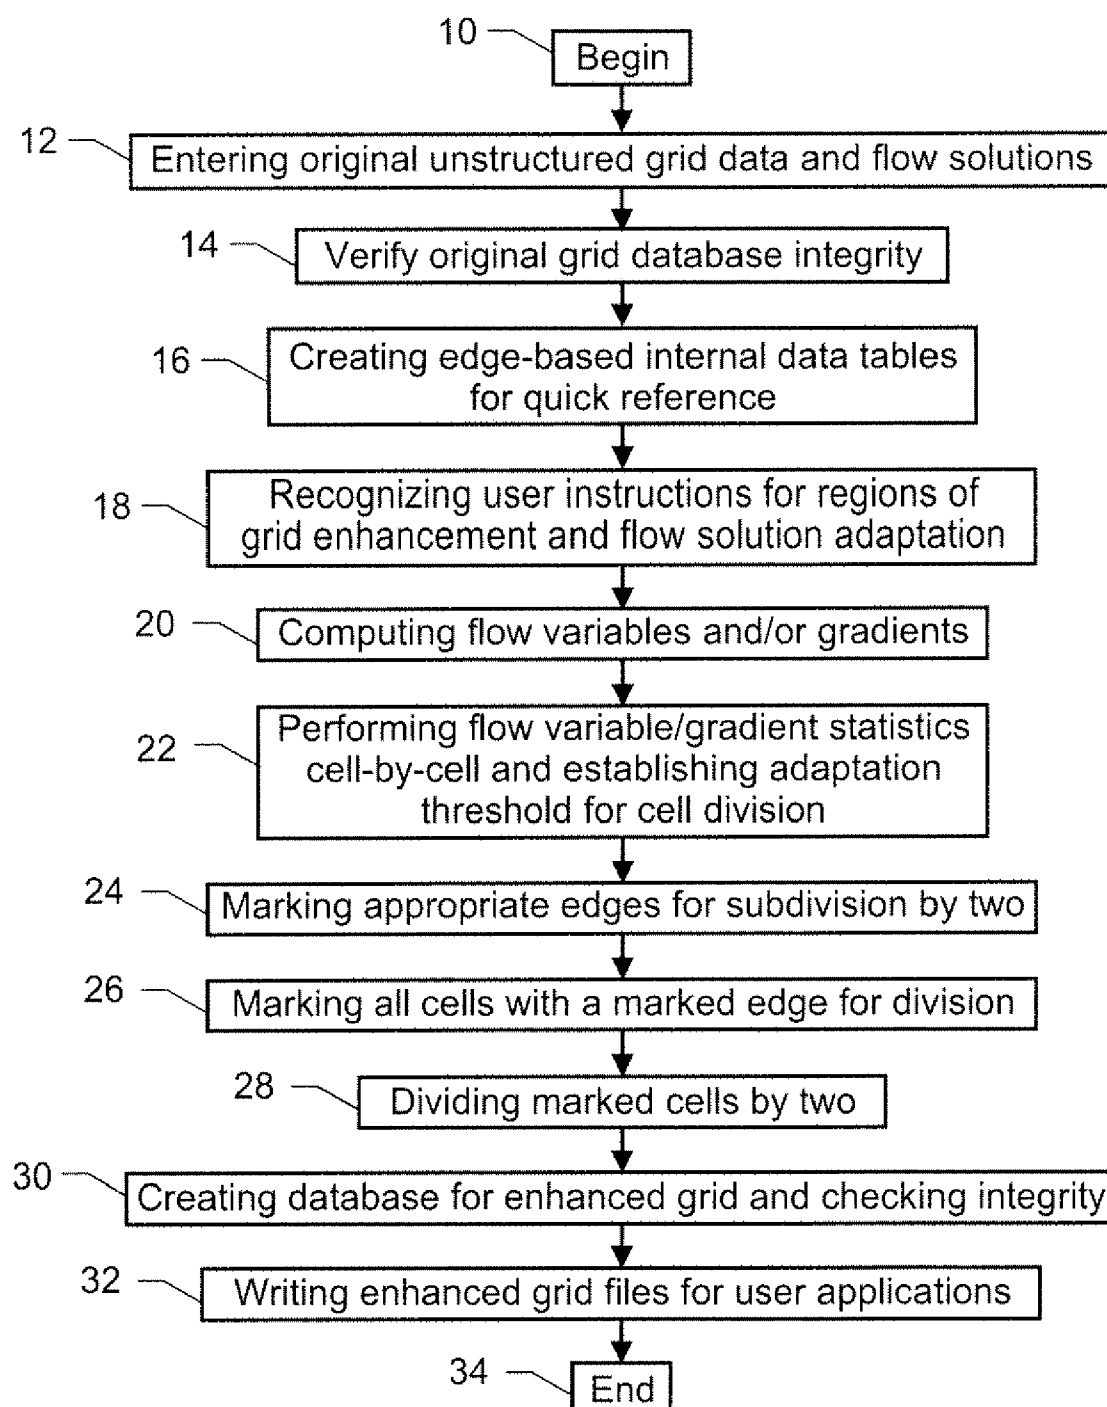 10
Begin
12
Entering original unstructured grid data and flow solutions
14
Verify original grid database integrity
16
Creating edge-based internal data tables
for quick reference
18
Recognizing user instructions for regions of
grid enhancement and flow solution adaptation
20
Computing flow variables and/or gradients
22
Performing flow variable/gradient statistics
cell-by-cell and establishing adaptation
threshold for cell division
24
Marking appropriate edges for subdivision by two
26
Marking all cells with a marked edge for division
28
Dividing marked cells by two
30
Creating database for enhanced grid and checking integrity
32
Writing enhanced grid files for user applications
34
End